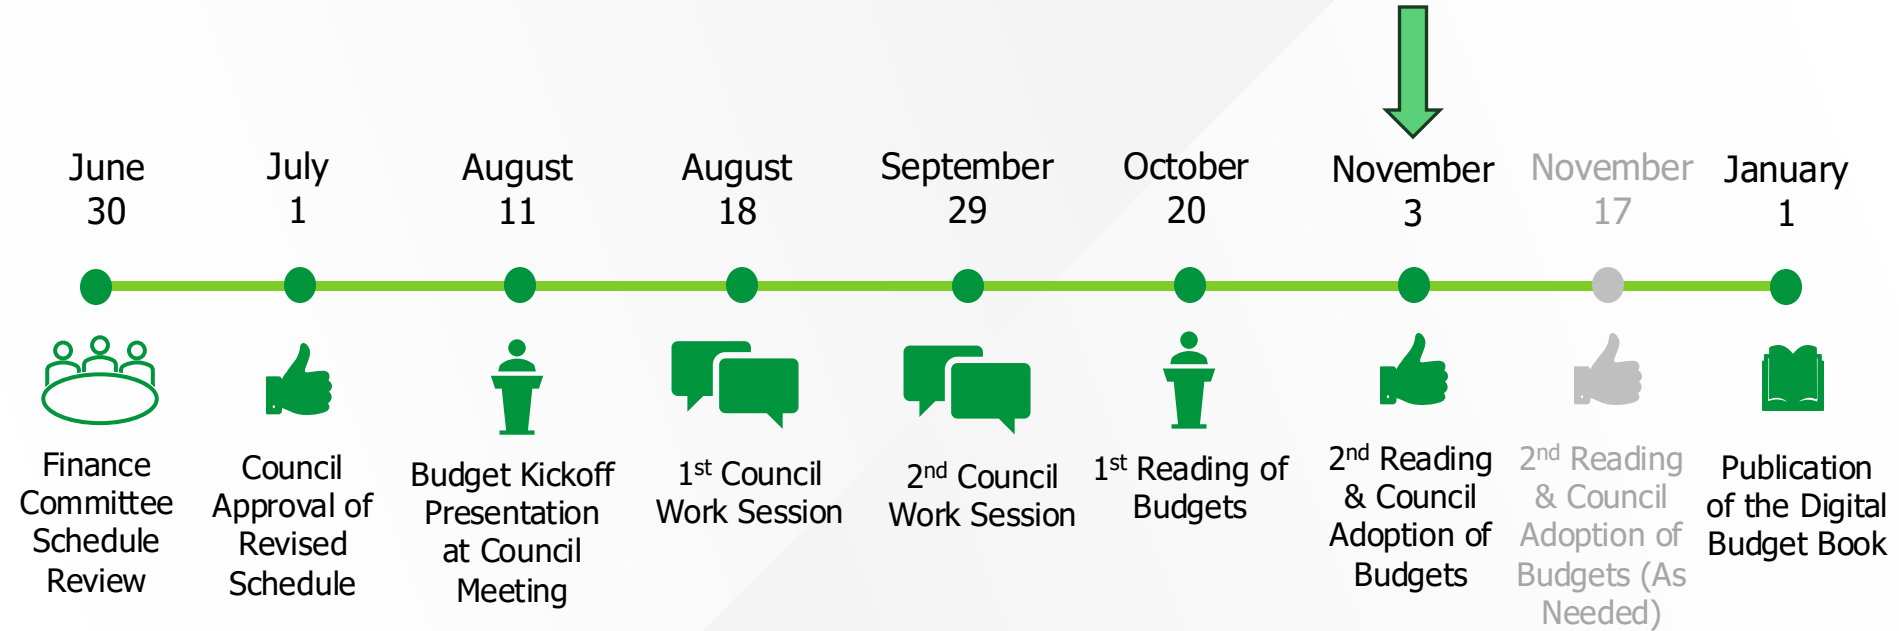 June
30
July
1
August
11
August
18
September
29
October
20
November
3
November
17
January
1
Finance
Committee
Schedule
Review
Council
Approval of
Revised
Schedule
Budget Kickoff
Presentation
at Council
Meeting
1st Council
Work Session
2nd Council
Work Session
1st Reading of
Budgets
2nd Reading
& Council
Adoption of
Budgets
2nd Reading
& Council
Adoption of
Budgets (As
Needed)
Publication
of the Digital
Budget Book